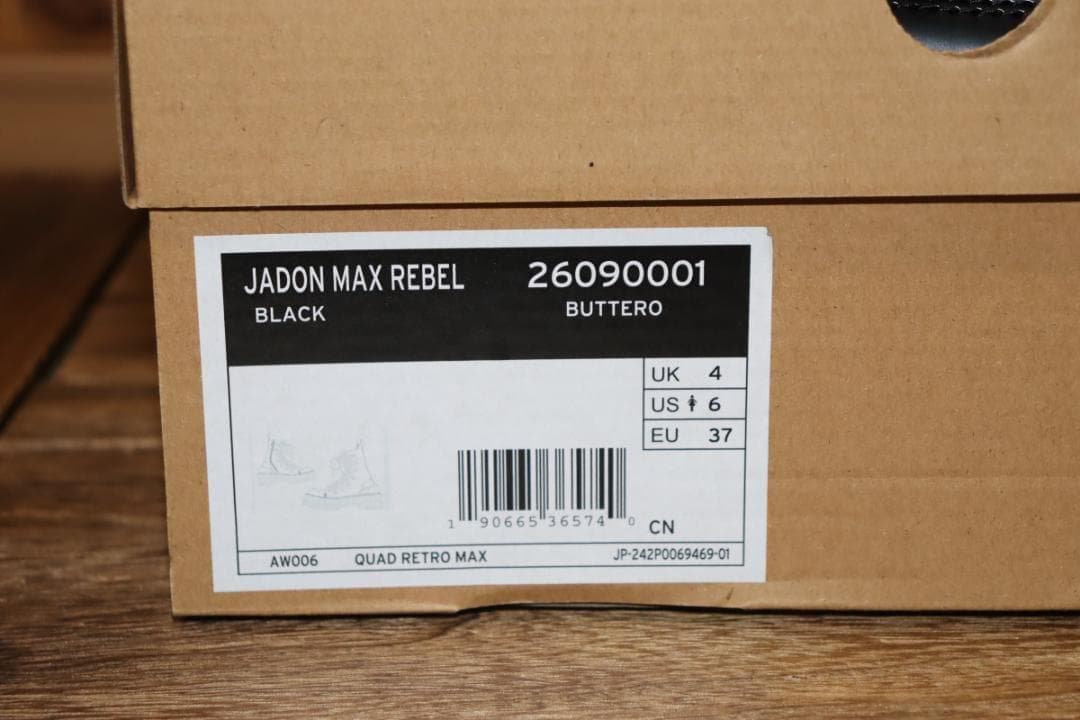 JADON MAX REBEL 26090001
BLACK BUTTERO
UK 4
US 6
EU 37
1 90665 36574 0 CN
AW006 QUAD RETRO MAX JP-242P0069469-01